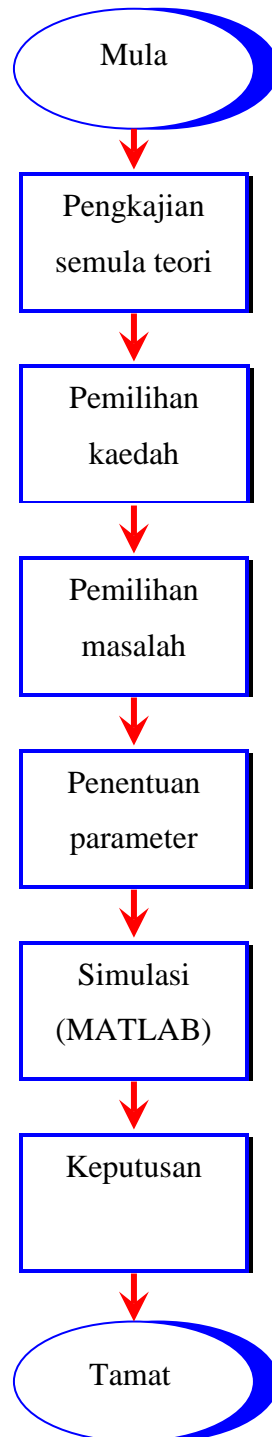 Mula
Pengkajian
semula teori
Pemilihan
kaedah
Pemilihan
masalah
Penentuan
parameter
Simulasi
(MATLAB)
Keputusan
Tamat